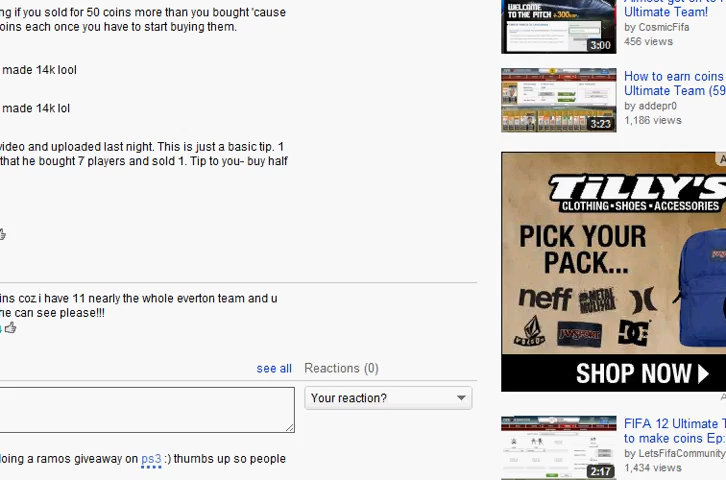 ng if you sold for 50 coins more than you bought 'cause
oins each once you have to start buying them.
made 14k lool
made 14k lol
video and uploaded last night. This is just a basic tip. 1
that he bought 7 players and sold 1. Tip to you- buy half
ins coz i have 11 nearly the whole everton team and u
ne can see please!!!
see all
Reactions (0)
Your reaction?
loing a ramos giveaway on ps3 :) thumbs up so people
WELCOME
TO THE PITCH +300
3:00
Ultimate Team!
by CosmicFifa
456 views
3:23
How to earn coins
Ultimate Team (59
by addepr0
1,186 views
TiLLY'S
CLOTHING•SHOES•ACCESSORIES
PICK YOUR
PACK...
neff
METAL
MULISHA
VOLCOM
JANSPORT
DC
SHOP NOW
2:17
FIFA 12 Ultimate T
to make coins Ep:
by LetsFifaCommunity
1,434 views